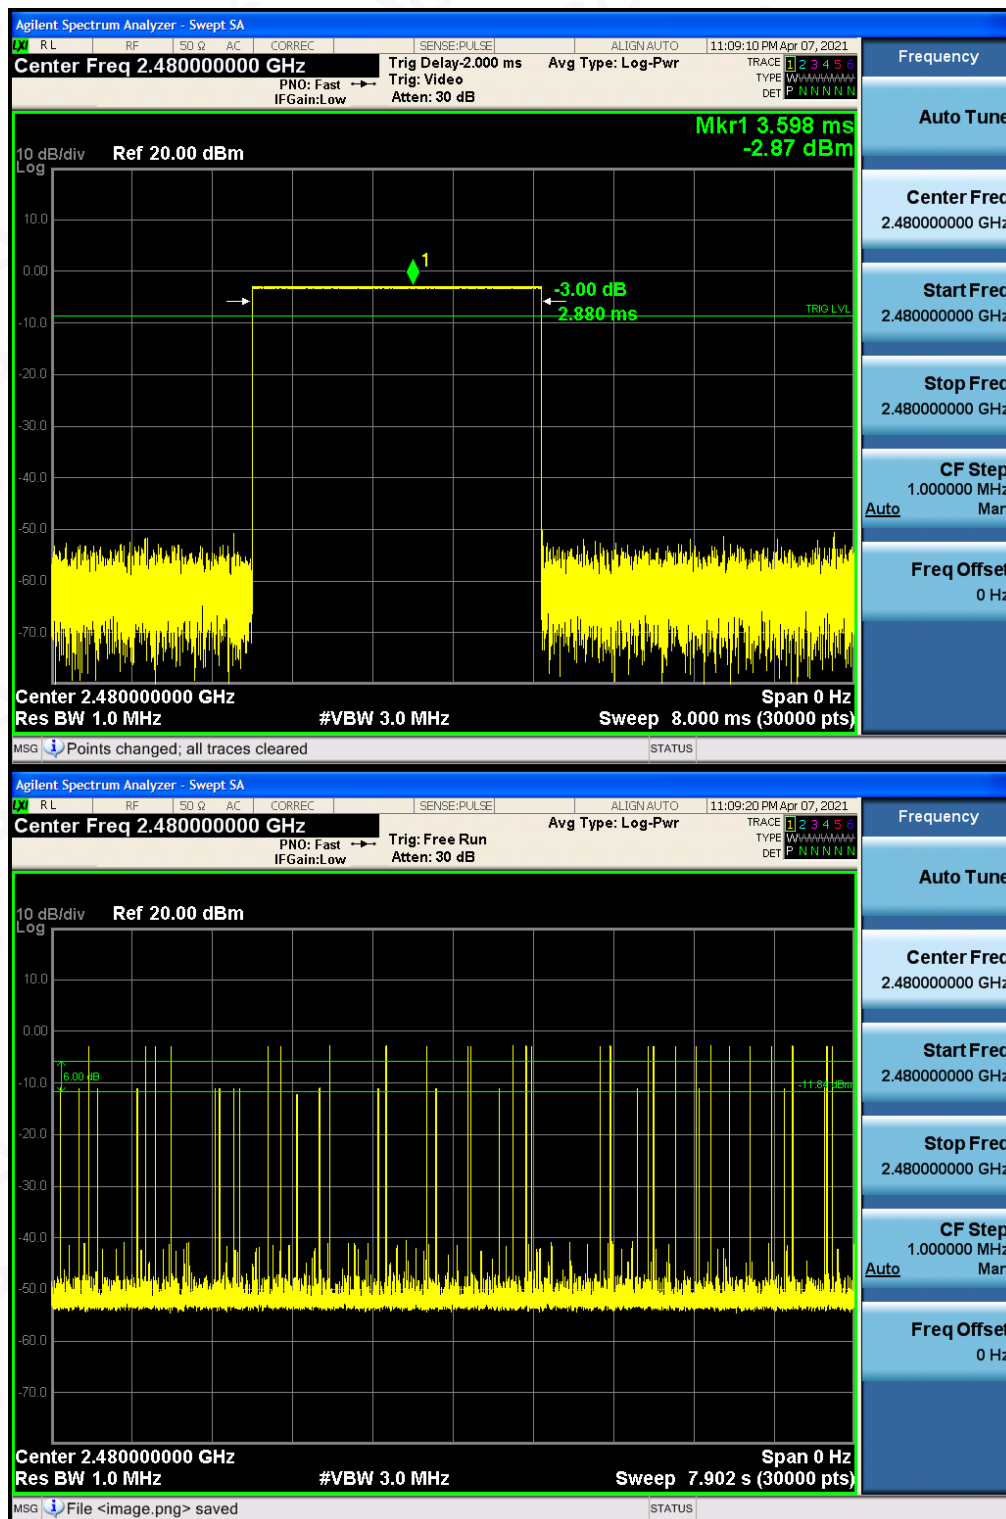 Agilent Spectrum Analyzer - Swept SA
LXI RL RF 50 Ω AC CORREC SENSE:PULSE ALIGN AUTO 11:09:10 PM Apr 07, 2021
Center Freq 2.480000000 GHz
PNO: Fast
IFGain:Low
Trig Delay-2.000 ms
Trig: Video
Atten: 30 dB
Avg Type: Log-Pwr
TRACE 1 2 3 4 5 6
TYPE W
DET P N N N N N
Mkr1 3.598 ms
-2.87 dBm
10 dB/div Ref 20.00 dBm
Log
10.0
0.00
-10.0
-20.0
-30.0
-40.0
-50.0
-60.0
-70.0
1
-3.00 dB
2.880 ms
TRIG LVL
Center 2.480000000 GHz Span 0 Hz
Res BW 1.0 MHz #VBW 3.0 MHz Sweep 8.000 ms (30000 pts)
MSG Points changed; all traces cleared STATUS
Frequency
Auto Tune
Center Freq
2.480000000 GHz
Start Freq
2.480000000 GHz
Stop Freq
2.480000000 GHz
CF Step
1.000000 MHz
Auto Man
Freq Offset
0 Hz
Agilent Spectrum Analyzer - Swept SA
LXI RL RF 50 Ω AC CORREC SENSE:PULSE ALIGN AUTO 11:09:20 PM Apr 07, 2021
Center Freq 2.480000000 GHz
PNO: Fast
IFGain:Low
Trig: Free Run
Atten: 30 dB
Avg Type: Log-Pwr
TRACE 1 2 3 4 5 6
TYPE W
DET P N N N N N
10 dB/div Ref 20.00 dBm
Log
10.0
0.00
-10.0
-20.0
-30.0
-40.0
-50.0
-60.0
-70.0
6.00 dB
Center 2.480000000 GHz Span 0 Hz
Res BW 1.0 MHz #VBW 3.0 MHz Sweep 7.902 s (30000 pts)
MSG File <image.png> saved STATUS
Frequency
Auto Tune
Center Freq
2.480000000 GHz
Start Freq
2.480000000 GHz
Stop Freq
2.480000000 GHz
CF Step
1.000000 MHz
Auto Man
Freq Offset
0 Hz